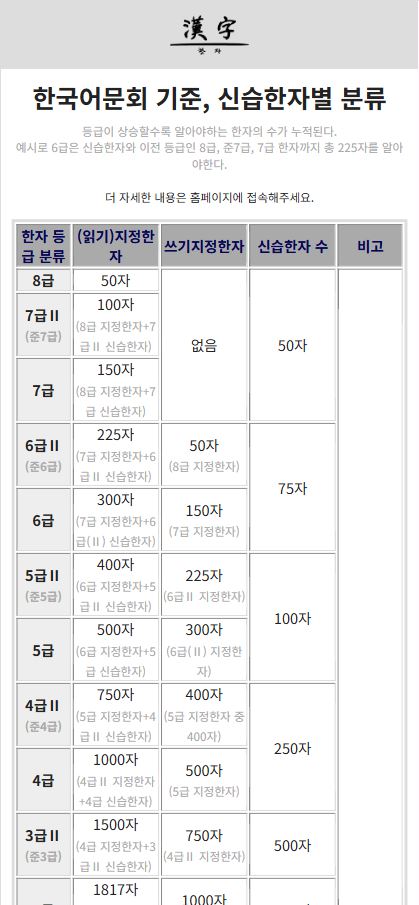 漢字
한자
한국어문회 기준, 신습한자별 분류
등급이 상승할수록 알아야하는 한자의 수가 누적된다.
예시로 6급은 신습한자와 이전 등급인 8급, 준7급, 7급 한자까지 총 225자를 알아
야한다.
더 자세한 내용은 홈페이지에 접속해주세요.
한자 등
급 분류
(읽기)지정한
자
쓰기지정한자
신습한자 수
비고
8급
50자
없음
50자
7급Ⅱ
(준7급)
100자
(8급 지정한자+7
급Ⅱ 신습한자)
7급
150자
(8급 지정한자+7
급 신습한자)
6급Ⅱ
(준6급)
225자
(7급 지정한자+6
급Ⅱ 신습한자)
50자
(8급 지정한자)
75자
6급
300자
(7급 지정한자+6
급(Ⅱ) 신습한자)
150자
(7급 지정한자)
5급Ⅱ
(준5급)
400자
(6급 지정한자+5
급Ⅱ 신습한자)
225자
(6급Ⅱ 지정한자)
100자
5급
500자
(6급 지정한자+5
급 신습한자)
300자
(6급(Ⅱ) 지정한
자)
4급Ⅱ
(준4급)
750자
(5급 지정한자+4
급Ⅱ 신습한자)
400자
(5급 지정한자 중
400자)
250자
4급
1000자
(4급Ⅱ 지정한자
+4급 신습한자)
500자
(5급 지정한자)
3급Ⅱ
(준3급)
1500자
(4급 지정한자+3
급Ⅱ 신습한자)
750자
(4급Ⅱ 지정한자)
500자
1817자
1000자